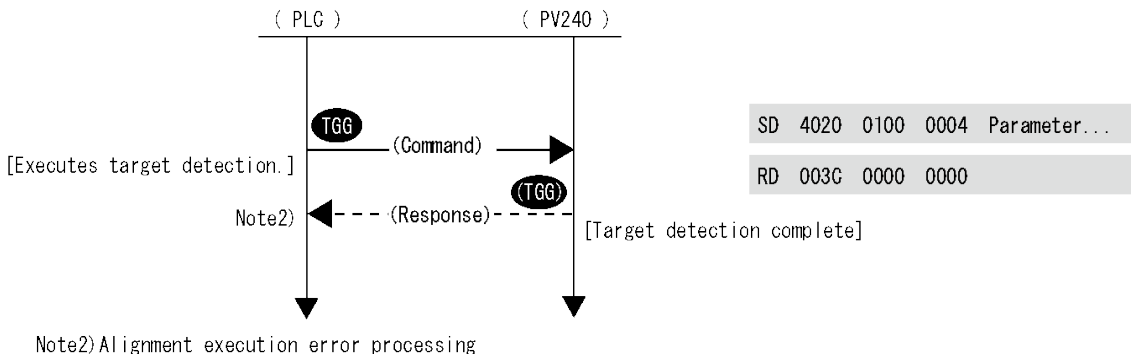 ( PLC )
( PV240 )
TGG
(Command)
SD 4020 0100 0004 Parameter...
[Executes target detection.]
RD 003C 0000 0000
(TGG)
Note2)
(Response)
[Target detection complete]
Note2)Alignment execution error processing